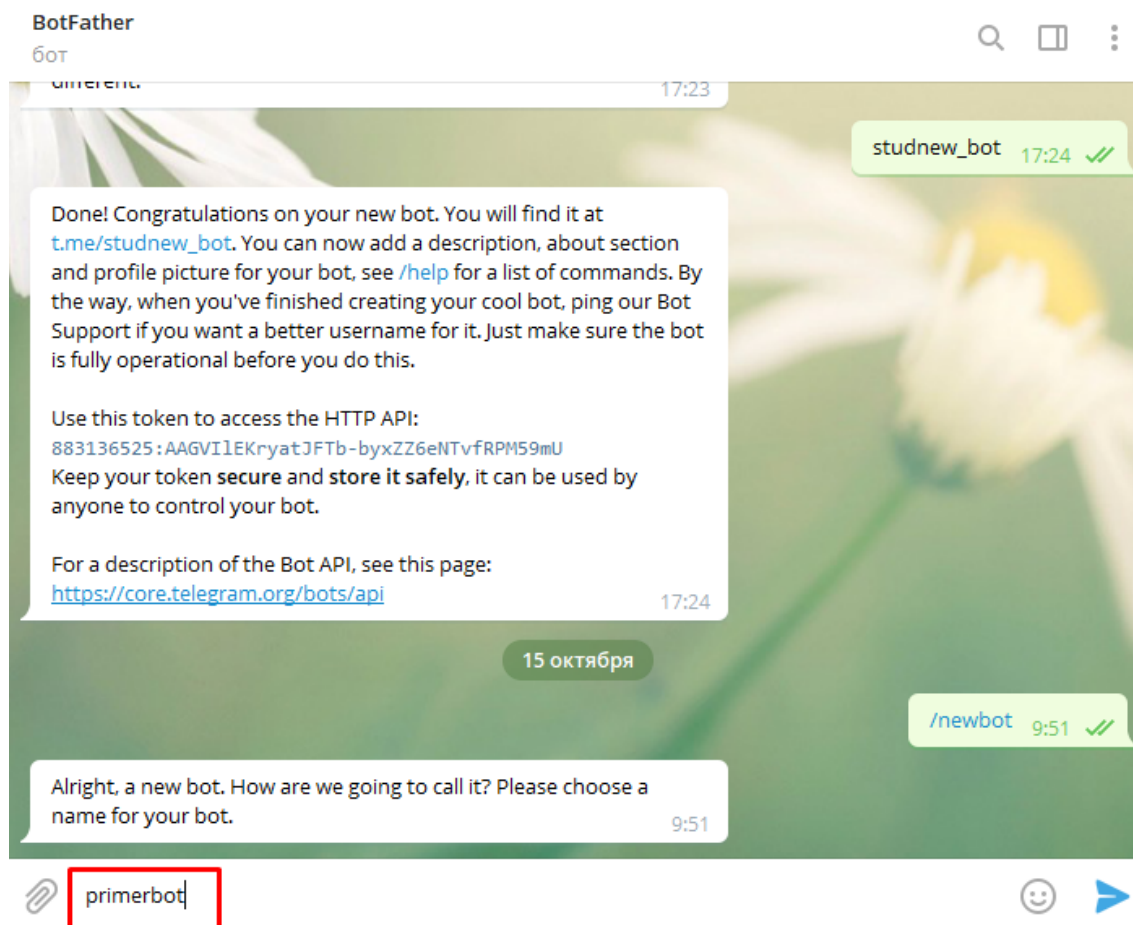 BotFather
бот
different.
17:23
studnew_bot 17:24
Done! Congratulations on your new bot. You will find it at
t.me/studnew_bot. You can now add a description, about section
and profile picture for your bot, see /help for a list of commands. By
the way, when you've finished creating your cool bot, ping our Bot
Support if you want a better username for it. Just make sure the bot
is fully operational before you do this.
Use this token to access the HTTP API:
883136525:AAGVIlEKryatJFTb-byxZZ6eNTvfRPM59mU
Keep your token secure and store it safely, it can be used by
anyone to control your bot.
For a description of the Bot API, see this page:
https://core.telegram.org/bots/api
17:24
15 октября
/newbot 9:51
Alright, a new bot. How are we going to call it? Please choose a
name for your bot.
9:51
primerbot